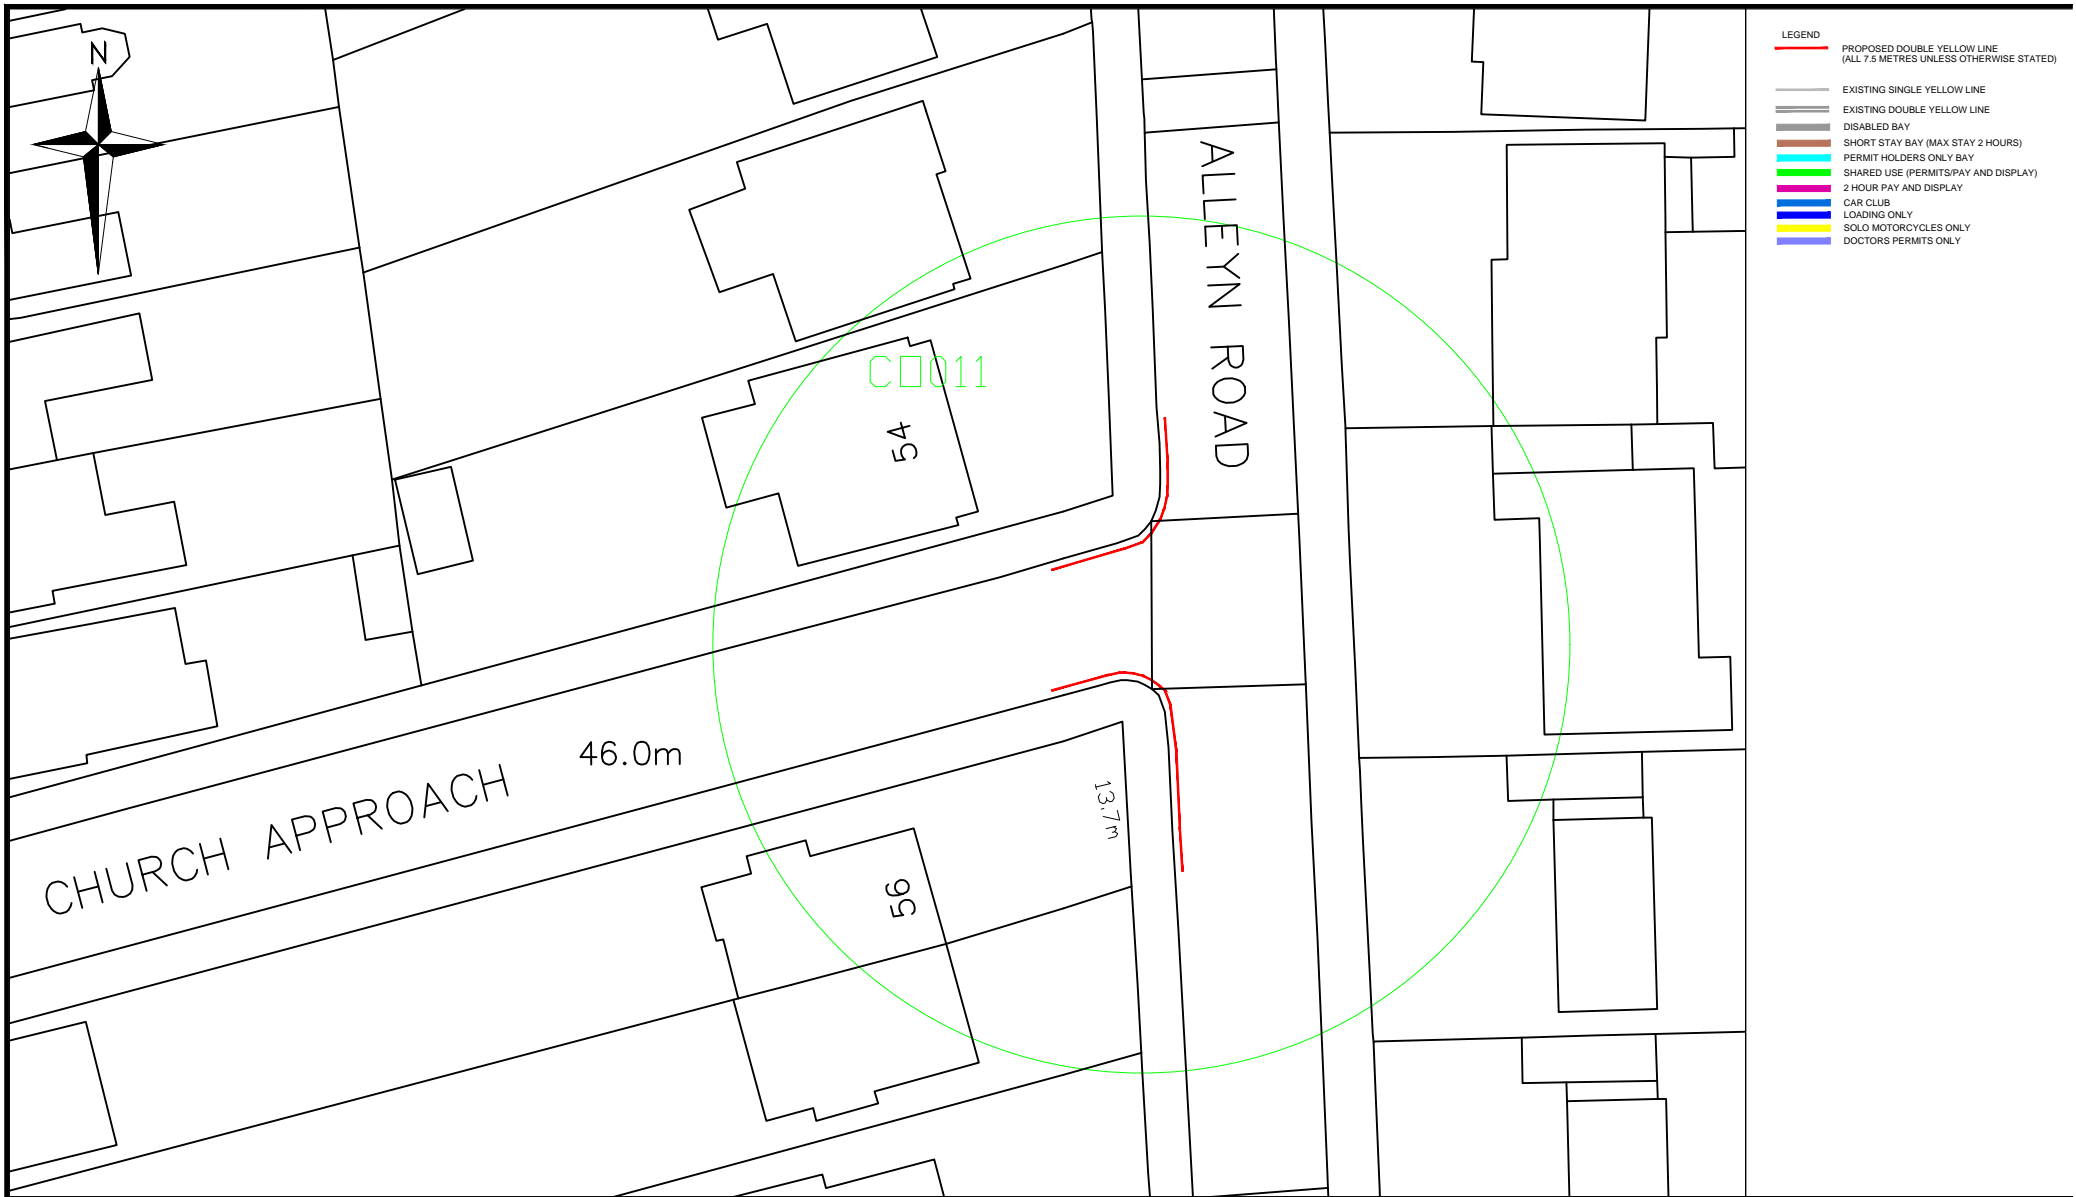 N
ALLEYN ROAD
C□011
54
46.0m
CHURCH APPROACH
13.7m
56
LEGEND
PROPOSED DOUBLE YELLOW LINE
(ALL 7.5 METRES UNLESS OTHERWISE STATED)
EXISTING SINGLE YELLOW LINE
EXISTING DOUBLE YELLOW LINE
DISABLED BAY
SHORT STAY BAY (MAX STAY 2 HOURS)
PERMIT HOLDERS ONLY BAY
SHARED USE (PERMITS/PAY AND DISPLAY)
2 HOUR PAY AND DISPLAY
CAR CLUB
LOADING ONLY
SOLO MOTORCYCLES ONLY
DOCTORS PERMITS ONLY